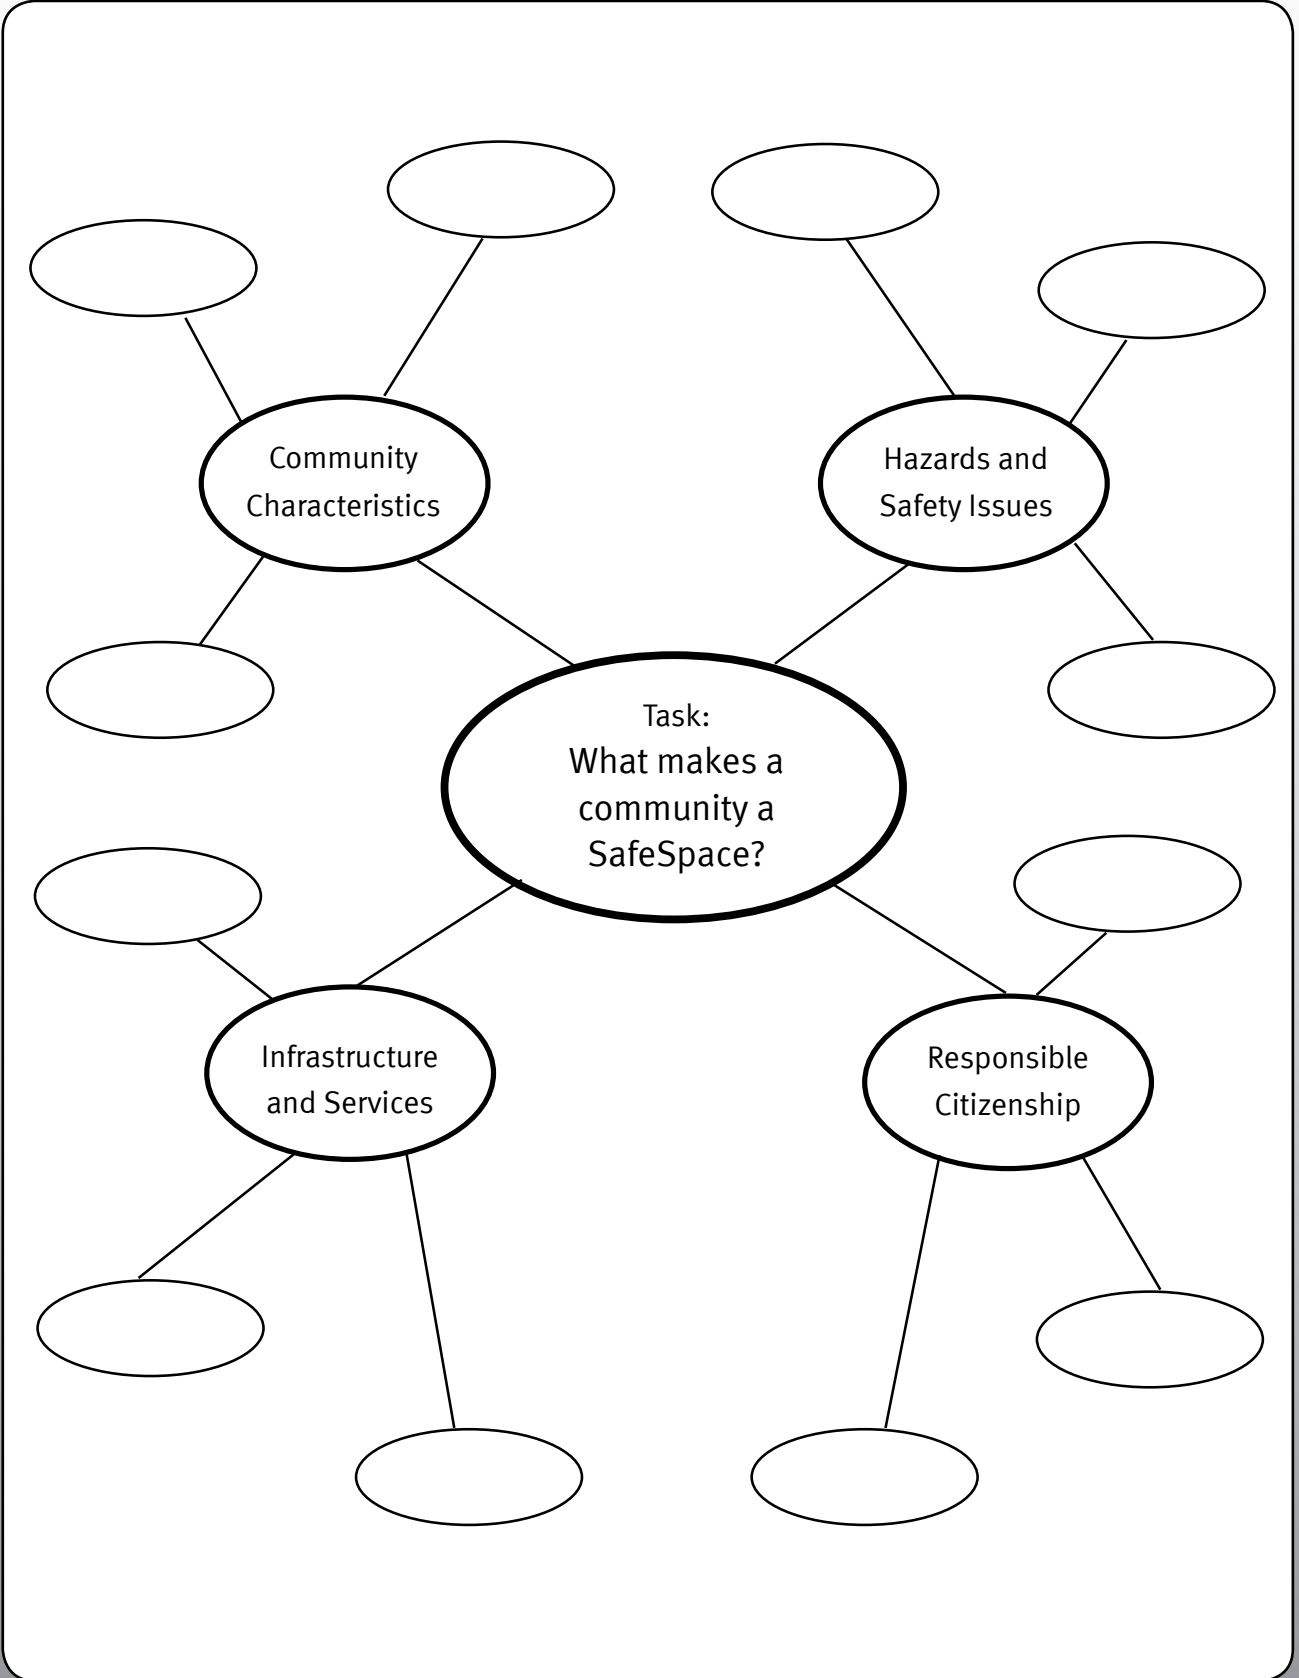 Community
Characteristics
Hazards and
Safety Issues
Task:
What makes a
community a
SafeSpace?
Infrastructure
and Services
Responsible
Citizenship